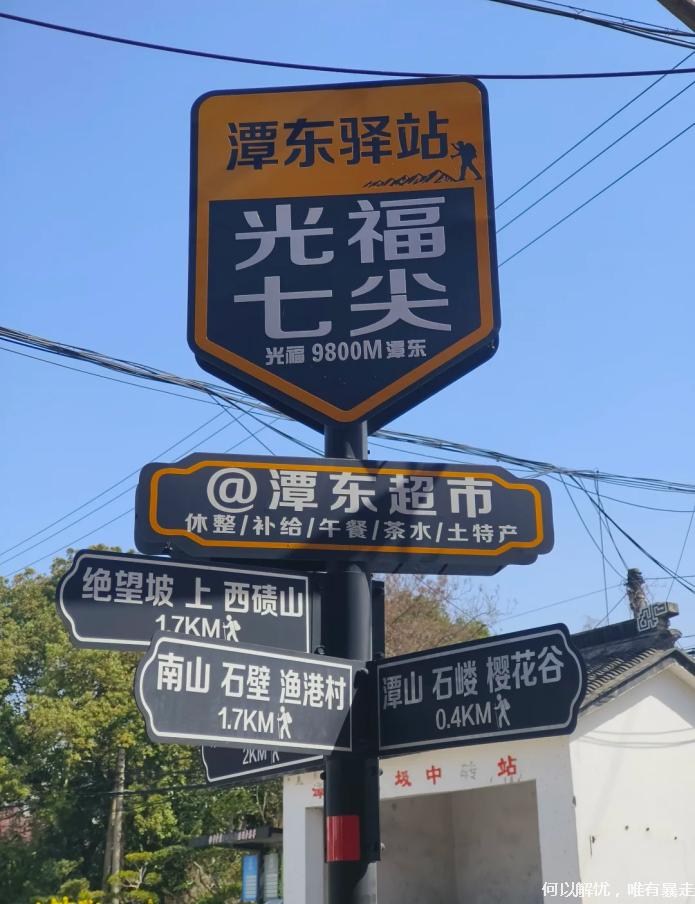 潭东驿站
光福
七尖
光福 9800M 潭东
@潭东超市
休整/补给/午餐/茶水/土特产
绝望坡 上 西碛山
1.7KM
南山 石壁 渔港村
1.7KM
潭山 石嵝 樱花谷
0.4KM
2KM
圾中 站
何以解忧，唯有暴走